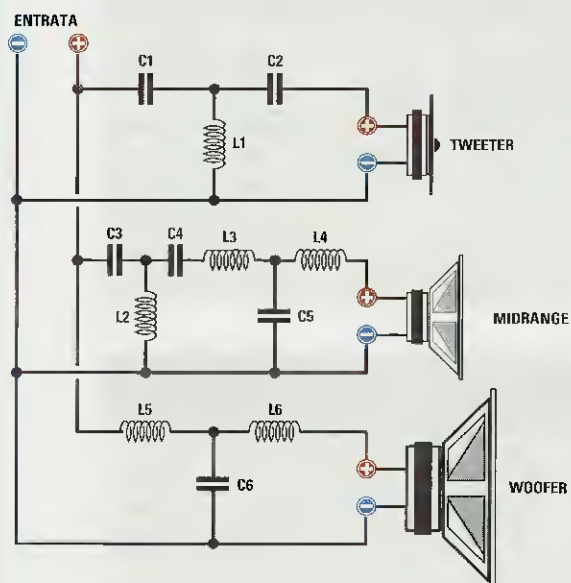 ENTRATA
C1
C2
L1
TWEETER
C3
C4
L3
L4
L2
C5
MIDRANGE
L5
L6
C6
WOOFER